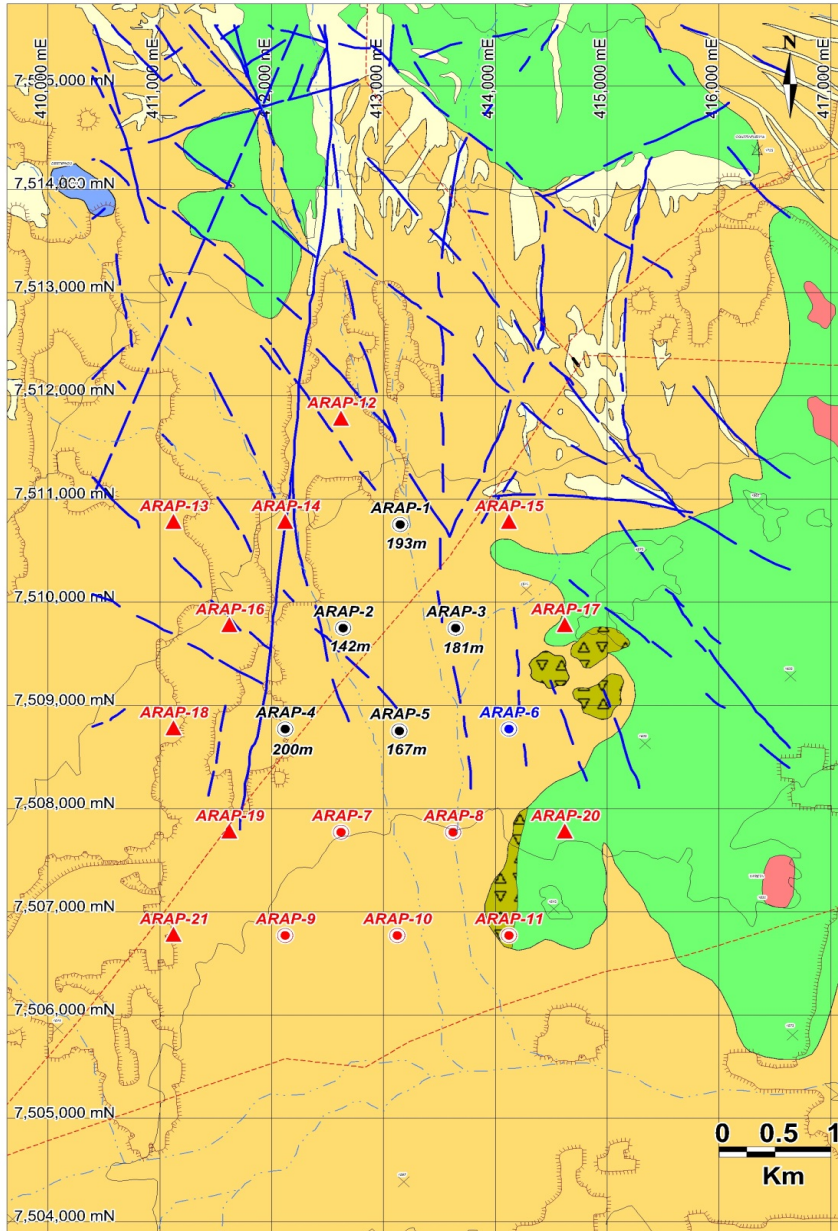 410,000 mE
411,000 mE
412,000 mE
413,000 mE
414,000 mE
415,000 mE
416,000 mE
417,000 mE
N
7,514,000 mN
7,513,000 mN
7,512,000 mN
ARAP-12
7,511,000 mN
ARAP-13
ARAP-14
ARAP-1
ARAP-15
193m
7,510,000 mN
ARAP-16
ARAP-2
ARAP-3
ARAP-17
142m
181m
7,509,000 mN
ARAP-18
ARAP-4
ARAP-5
ARAP-6
200m
167m
7,508,000 mN
ARAP-19
ARAP-7
ARAP-8
ARAP-20
7,507,000 mN
ARAP-21
ARAP-9
ARAP-10
ARAP-11
7,506,000 mN
7,505,000 mN
0 0.5 1
Km
7,504,000 mN